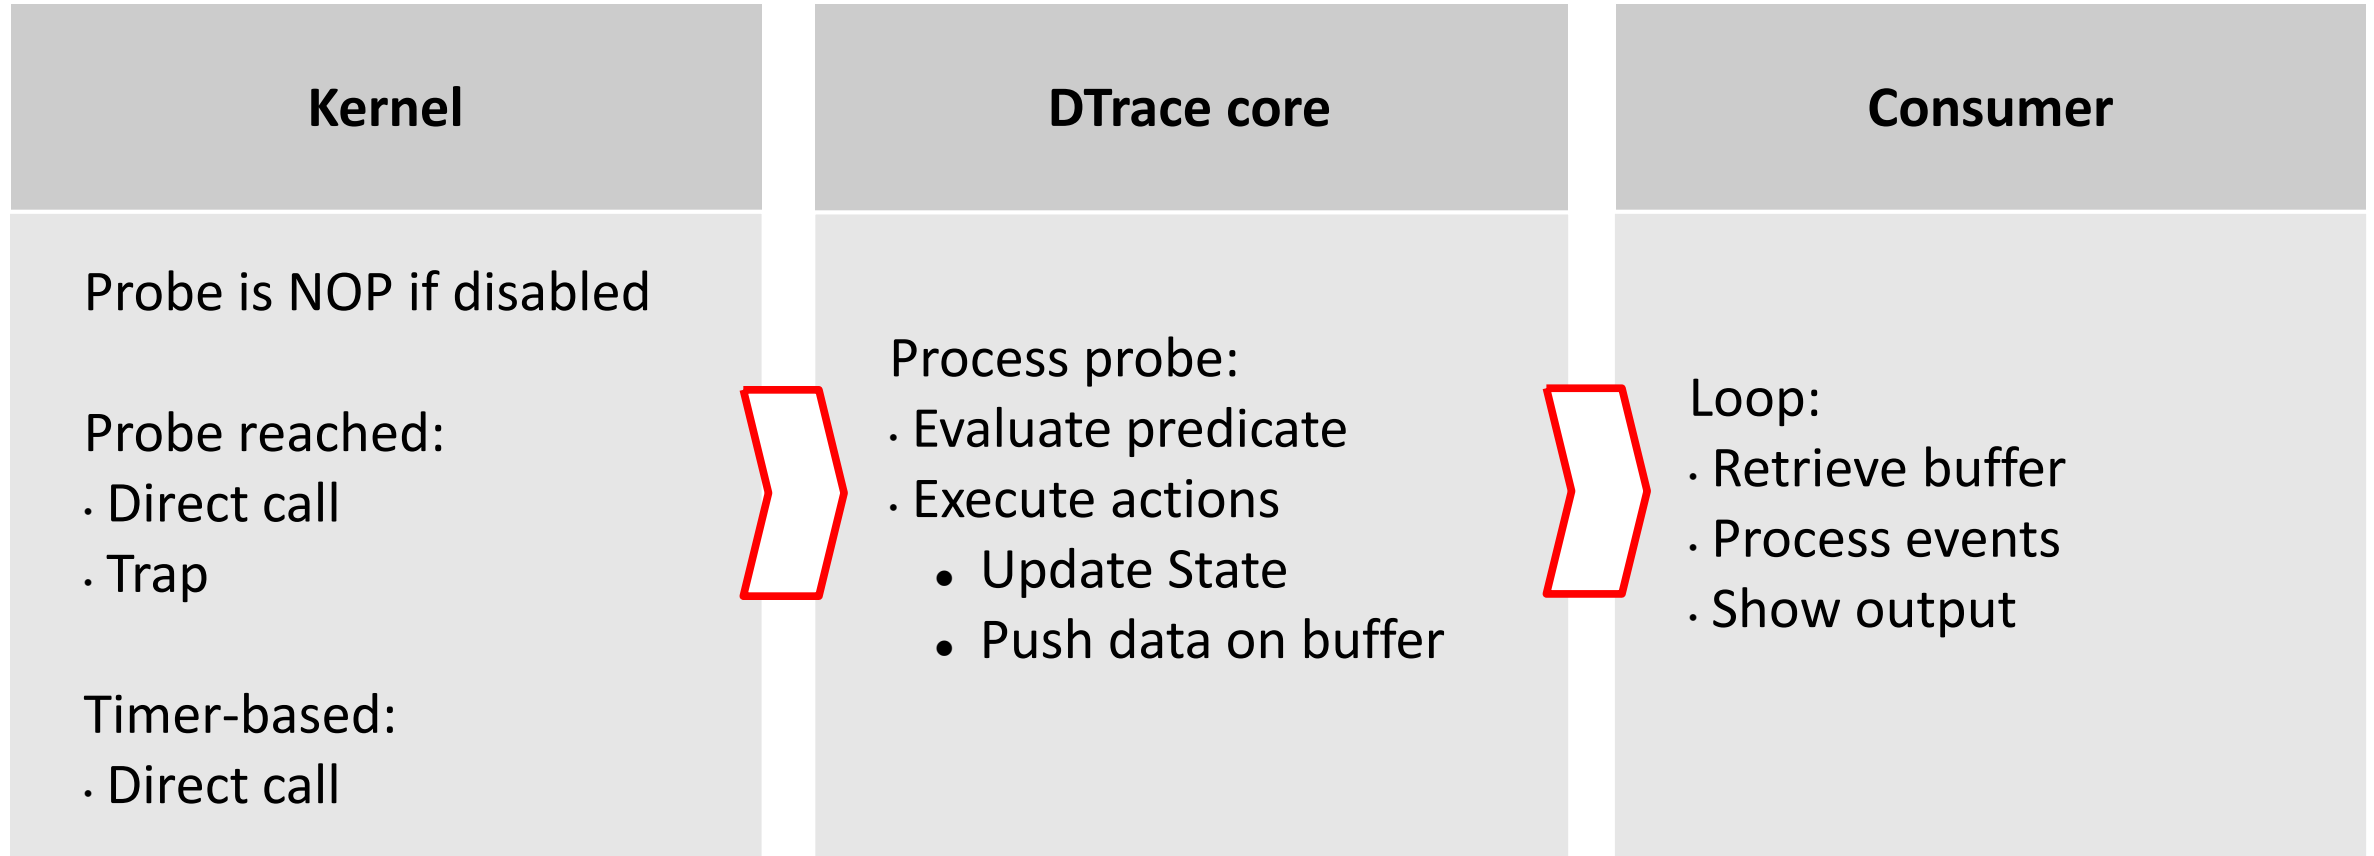 Kernel
Probe is NOP if disabled
Probe reached:
· Direct call
· Trap
Timer-based:
· Direct call
DTrace core
Process probe:
· Evaluate predicate
· Execute actions
● Update State
● Push data on buffer
Consumer
Loop:
· Retrieve buffer
· Process events
· Show output